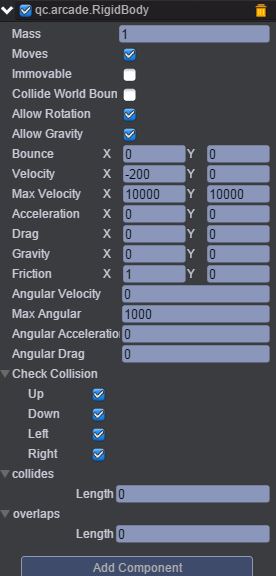 qc.arcade.RigidBody
Mass 1
Moves
Immovable
Collide World Boun
Allow Rotation
Allow Gravity
Bounce X 0 Y 0
Velocity X -200 Y 0
Max Velocity X 10000 Y 10000
Acceleration X 0 Y 0
Drag X 0 Y 0
Gravity X 0 Y 0
Friction X 1 Y 0
Angular Velocity 0
Max Angular 1000
Angular Acceleration 0
Angular Drag 0
Check Collision
Up
Down
Left
Right
collides
Length 0
overlaps
Length 0
Add Component